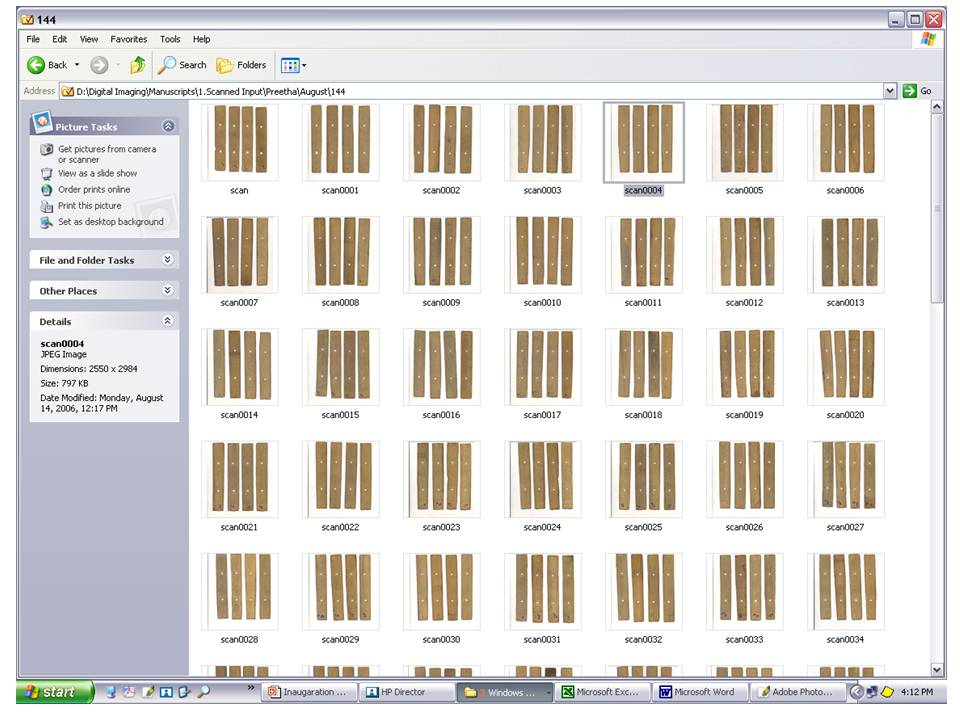 144
File Edit View Favorites Tools Help
Back Search Folders
Address D:\Digital Imaging\Manuscripts\1.Scanned Input\Preetha\August\144 Go
Picture Tasks
Get pictures from camera
or scanner
View as a slide show
Order prints online
Print this picture
Set as desktop background
File and Folder Tasks
Other Places
Details
scan0004
JPEG Image
Dimensions: 2550 x 2984
Size: 797 KB
Date Modified: Monday, August
14, 2006, 12:17 PM
scan scan0001 scan0002 scan0003 scan0004 scan0005 scan0006
scan0007 scan0008 scan0009 scan0010 scan0011 scan0012 scan0013
scan0014 scan0015 scan0016 scan0017 scan0018 scan0019 scan0020
scan0021 scan0022 scan0023 scan0024 scan0025 scan0026 scan0027
scan0028 scan0029 scan0030 scan0031 scan0032 scan0033 scan0034
start » Inaugaration ... HP Director Windows ... Microsoft Exc... Microsoft Word Adobe Photo... 4:12 PM